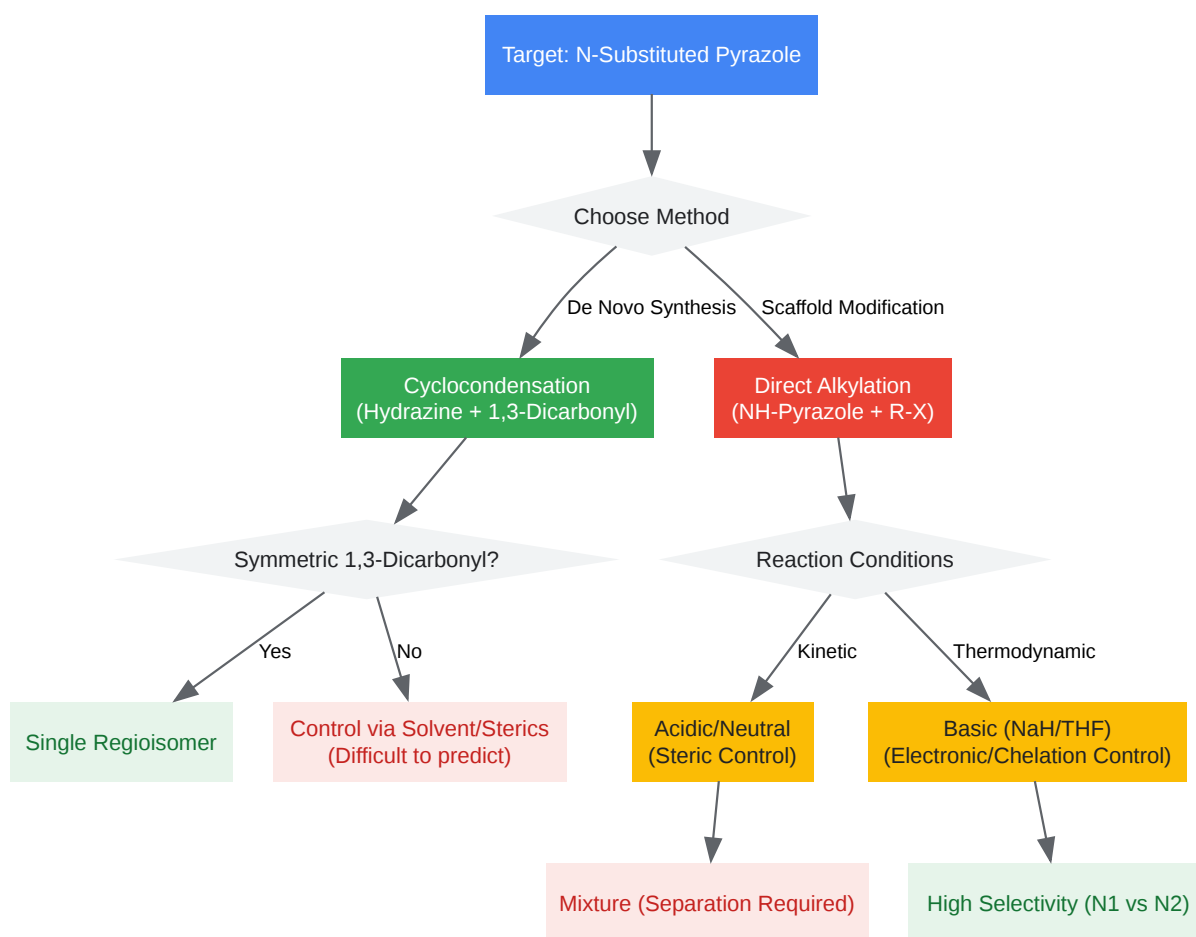 Target: N-Substituted Pyrazole
Choose Method
De Novo Synthesis
Scaffold Modification
Cyclocondensation
(Hydrazine + 1,3-Dicarbonyl)
Direct Alkylation
(NH-Pyrazole + R-X)
Symmetric 1,3-Dicarbonyl?
Reaction Conditions
Yes
No
Kinetic
Thermodynamic
Single Regioisomer
Control via Solvent/Sterics
(Difficult to predict)
Acidic/Neutral
(Steric Control)
Basic (NaH/THF)
(Electronic/Chelation Control)
Mixture (Separation Required)
High Selectivity (N1 vs N2)